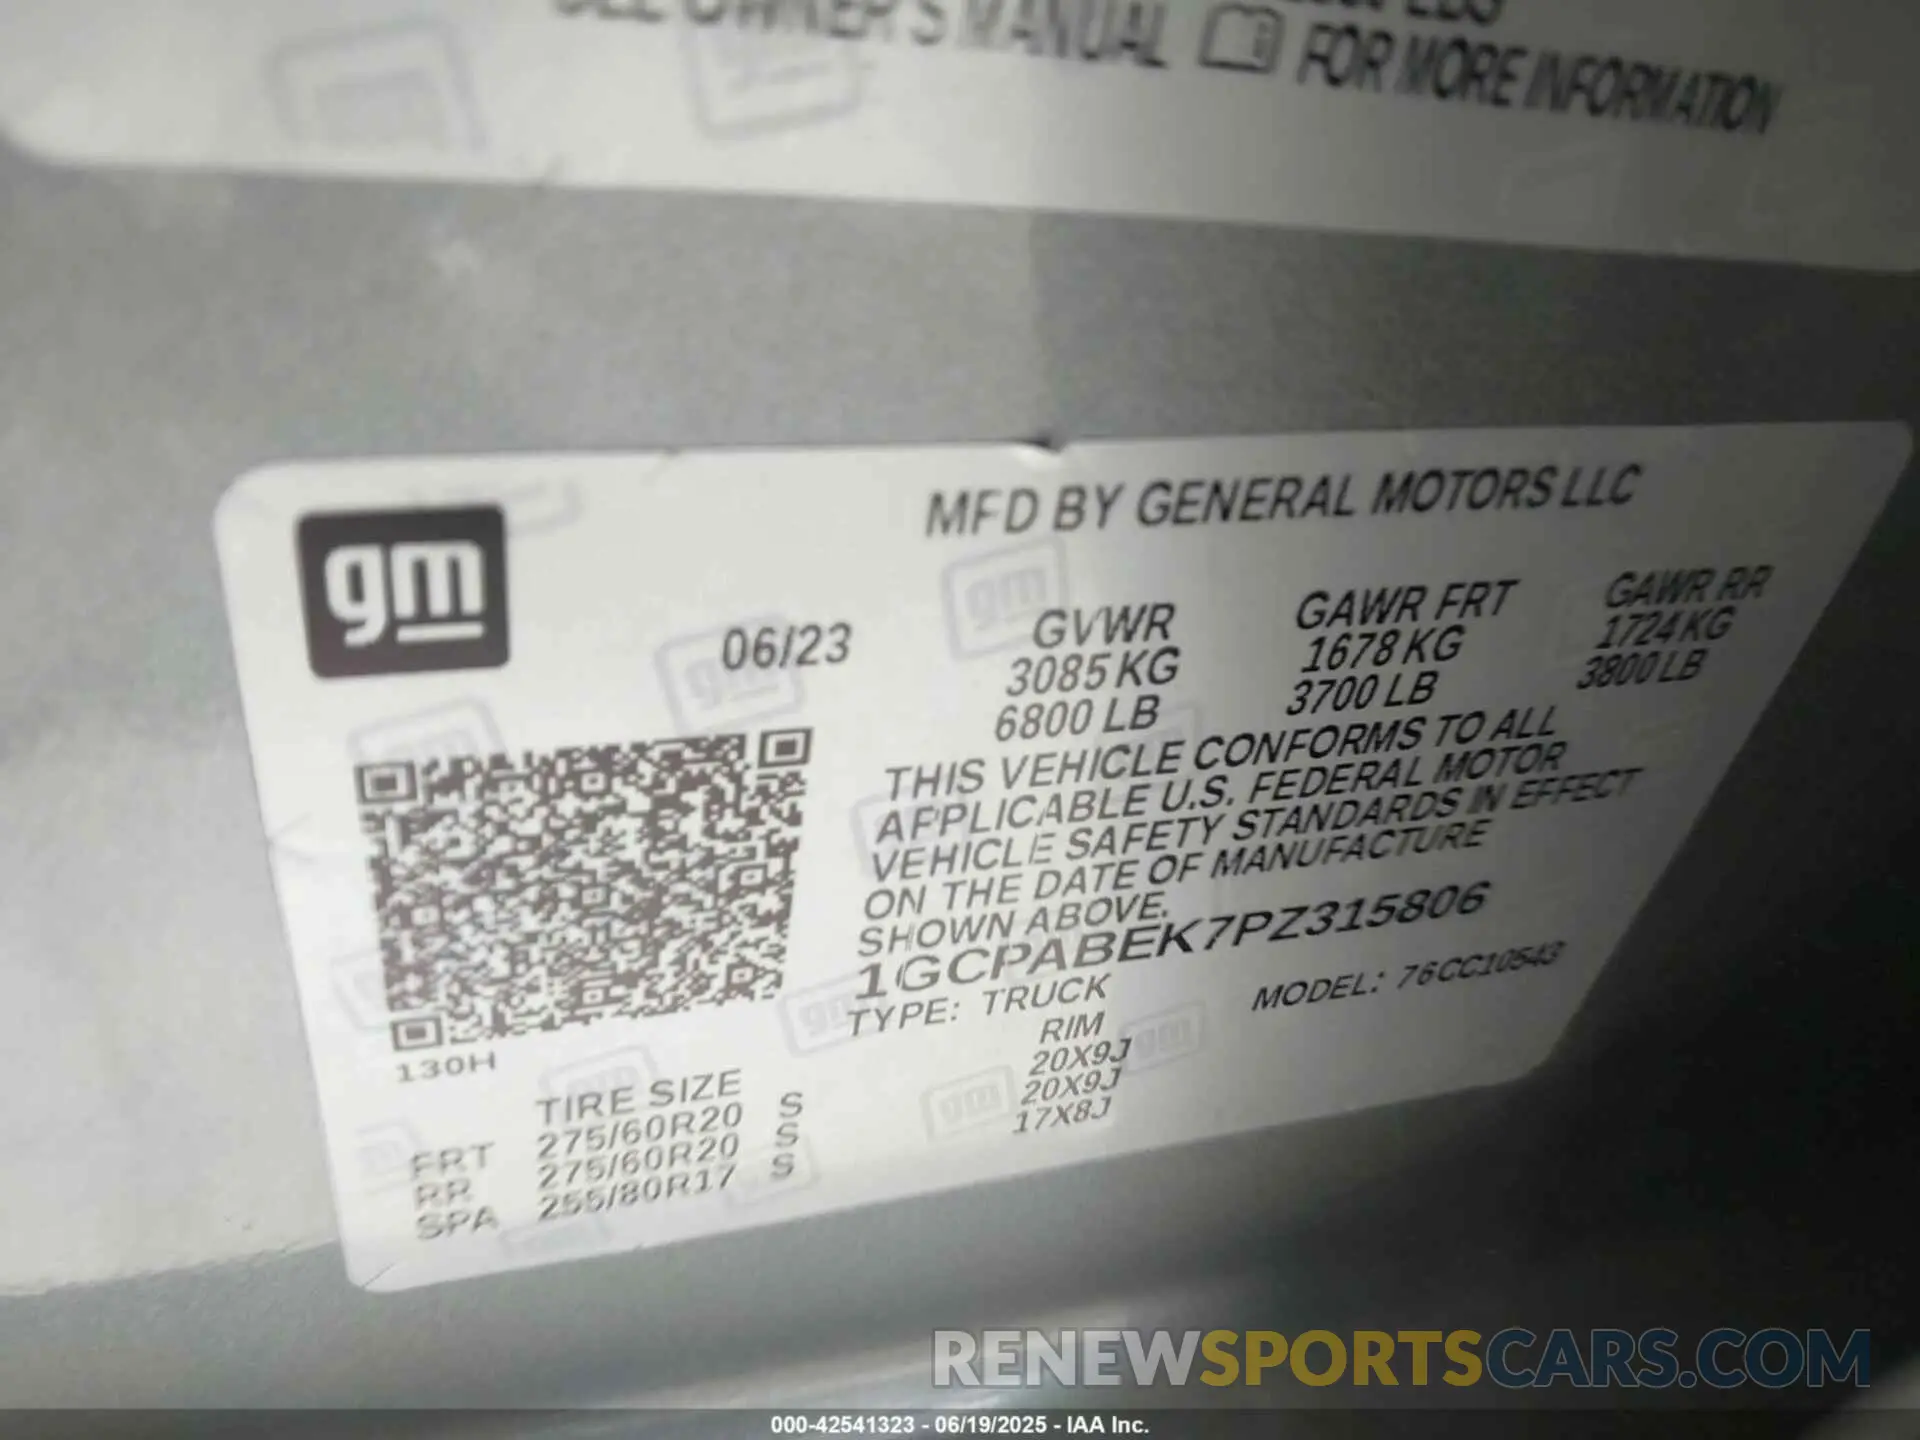 SEE OWNER'S MANUAL FOR MORE INFORMATION
gm
MFD BY GENERAL MOTORS LLC
06/23
GVWR GAWR FRT GAWR RR
3085 KG 1678 KG 1724 KG
6800 LB 3700 LB 3800 LB
THIS VEHICLE CONFORMS TO ALL
APPLICABLE U.S. FEDERAL MOTOR
VEHICLE SAFETY STANDARDS IN EFFECT
ON THE DATE OF MANUFACTURE
SHOWN ABOVE.
1GCPABEK7PZ315806
TYPE: TRUCK MODEL: 76CC10543
130H
TIRE SIZE RIM
FRT 275/60R20 S 20X9J
RR 275/60R20 S 20X9J
SPA 255/80R17 S 17X8J
RENEWSPORTSCARS.COM
000-42541323 - 06/19/2025 - IAA Inc.